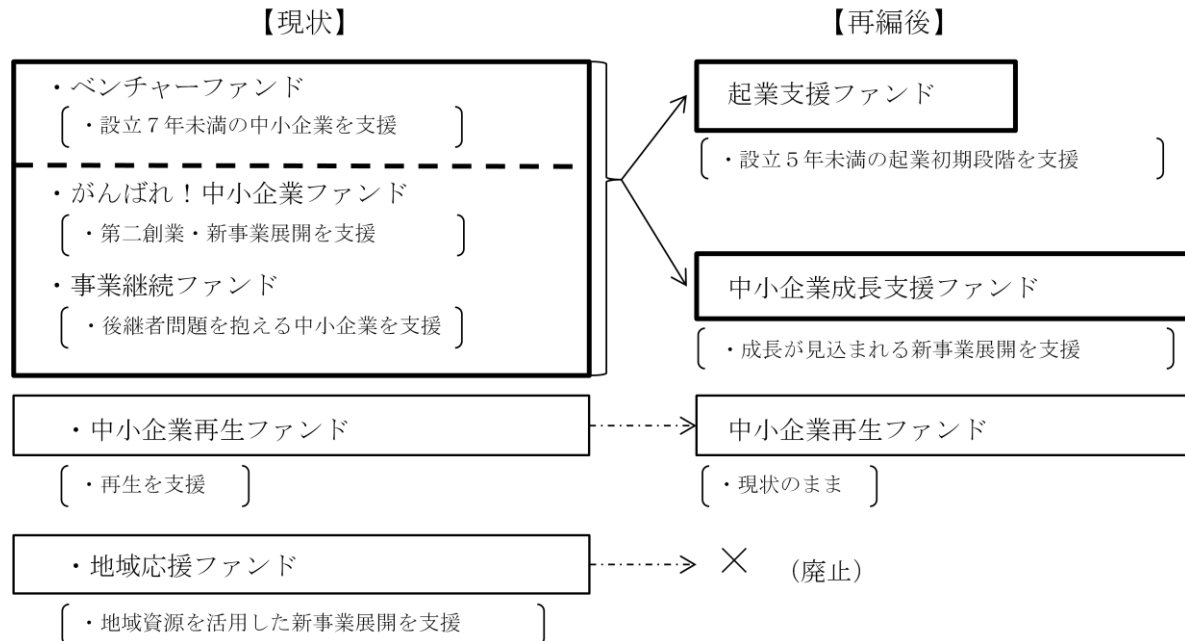 【現状】
【再編後】
・ベンチャーファンド
・設立7年未満の中小企業を支援
・がんばれ！中小企業ファンド
・第二創業・新事業展開を支援
・事業継続ファンド
・後継者問題を抱える中小企業を支援
起業支援ファンド
・設立5年未満の起業初期段階を支援
中小企業成長支援ファンド
・成長が見込まれる新事業展開を支援
・中小企業再生ファンド
・再生を支援
中小企業再生ファンド
・現状のまま
・地域応援ファンド
・地域資源を活用した新事業展開を支援
（廃止）